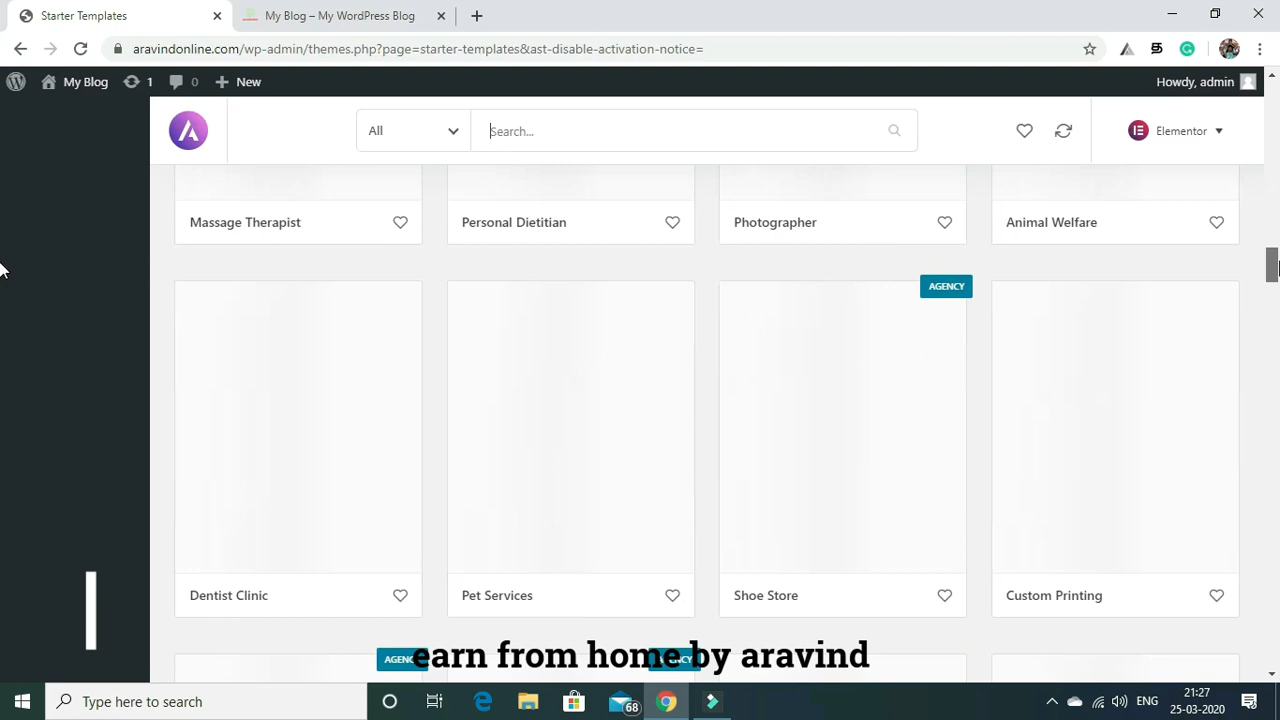 Starter Templates
My Blog – My WordPress Blog
aravindonline.com/wp-admin/themes.php?page=starter-templates&ast-disable-activation-notice=
My Blog 1 0 New Howdy, admin
All Search... Elementor
Massage Therapist Personal Dietitian Photographer Animal Welfare
AGENCY
Dentist Clinic Pet Services Shoe Store Custom Printing
earn from home by aravind
Type here to search 68 ENG 21:27
25-03-2020